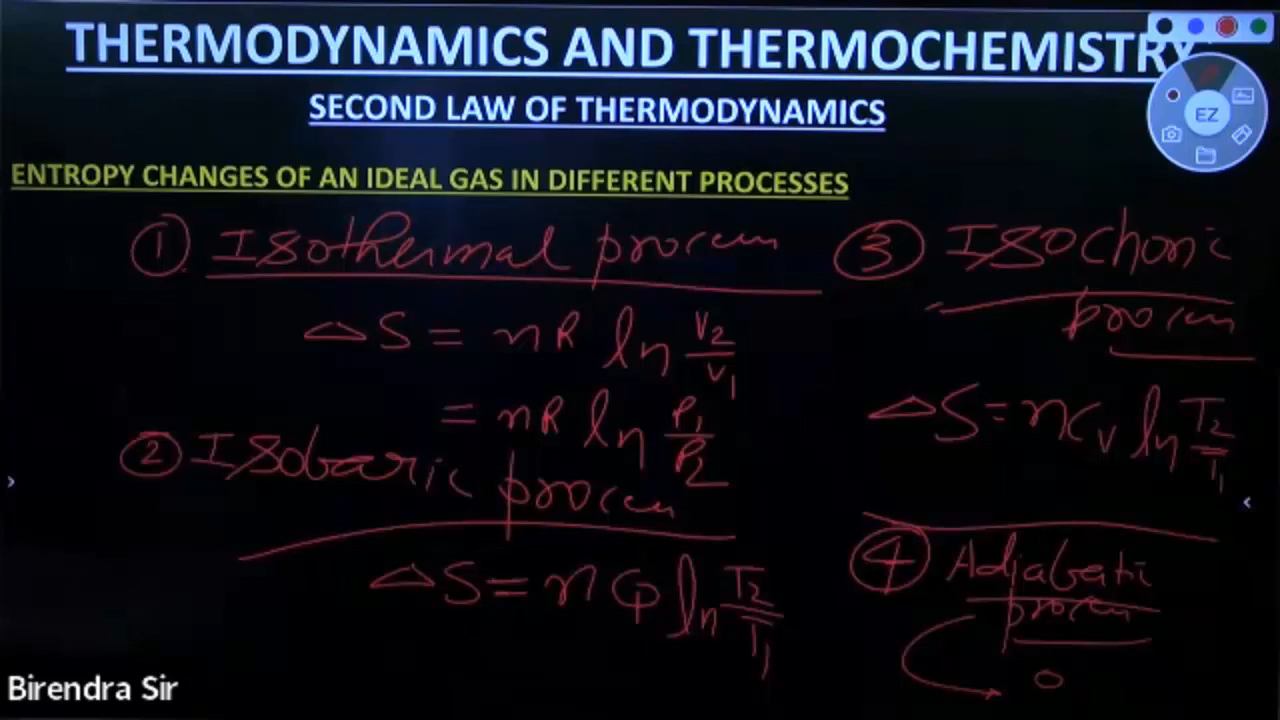 THERMODYNAMICS AND THERMOCHEMISTRY
SECOND LAW OF THERMODYNAMICS
EZ
ENTROPY CHANGES OF AN IDEAL GAS IN DIFFERENT PROCESSES
① Isothermal process
ΔS = nR ln V₂/V₁
= nR ln P₁/P₂
② Isobaric process
ΔS = n Cp ln T₂/T₁
③ Isochoric
process
ΔS = nCv ln T₂/T₁
④ Adiabatic
process
0
Birendra Sir